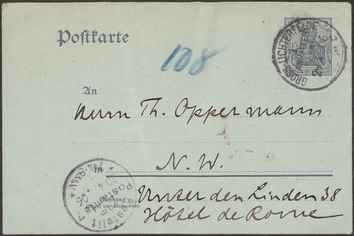 Postkarte
108
An
Herrn Th. Oppermann
N.W.
Unter den Linden 38
Hôtel de Rome